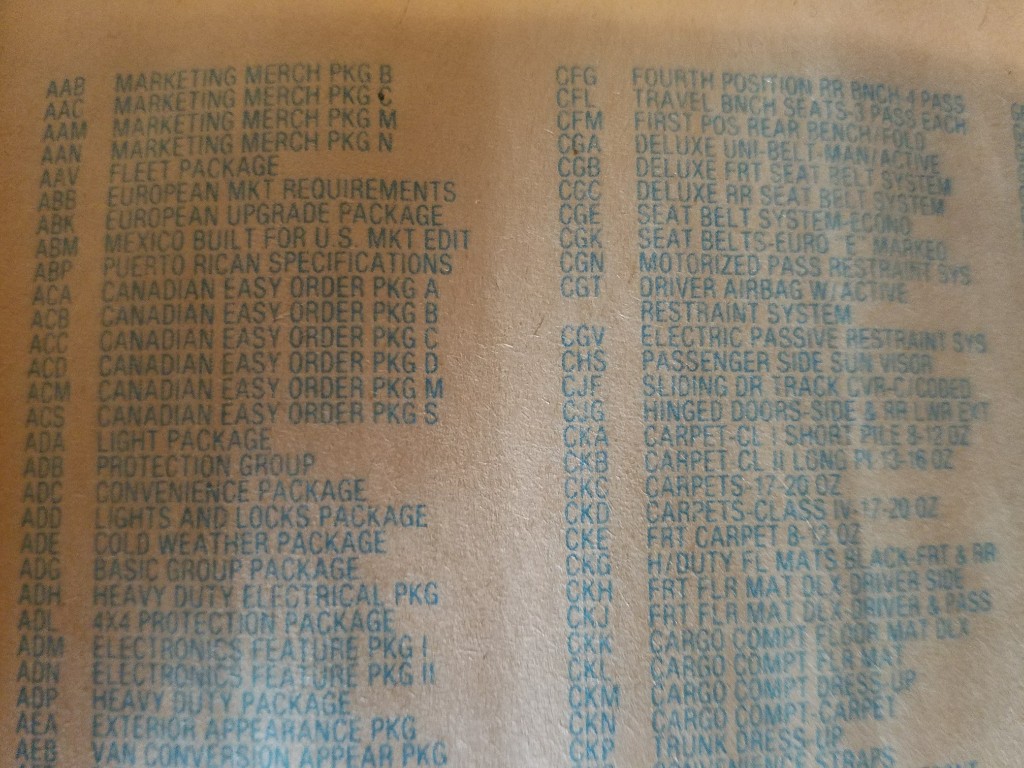 AAB MARKETING MERCH PKG B
AAC MARKETING MERCH PKG C
AAM MARKETING MERCH PKG M
AAN MARKETING MERCH PKG N
AAV FLEET PACKAGE
ABB EUROPEAN MKT REQUIREMENTS
ABK EUROPEAN UPGRADE PACKAGE
ABM MEXICO BUILT FOR U.S. MKT EDIT
ABP PUERTO RICAN SPECIFICATIONS
ACA CANADIAN EASY ORDER PKG A
ACB CANADIAN EASY ORDER PKG B
ACC CANADIAN EASY ORDER PKG C
ACD CANADIAN EASY ORDER PKG D
ACM CANADIAN EASY ORDER PKG M
ACS CANADIAN EASY ORDER PKG S
ADA LIGHT PACKAGE
ADB PROTECTION GROUP
ADC CONVENIENCE PACKAGE
ADD LIGHTS AND LOCKS PACKAGE
ADE COLD WEATHER PACKAGE
ADG BASIC GROUP PACKAGE
ADH HEAVY DUTY ELECTRICAL PKG
ADL 4X4 PROTECTION PACKAGE
ADM ELECTRONICS FEATURE PKG I
ADN ELECTRONICS FEATURE PKG II
ADP HEAVY DUTY PACKAGE
AEA EXTERIOR APPEARANCE PKG
AEB VAN CONVERSION APPEAR PKG
CFG FOURTH POSITION RR BNCH-4 PASS
CFL TRAVEL BNCH SEATS-3 PASS EACH
CFM FIRST POS REAR BENCH/FOLD
CGA DELUXE UNI-BELT-MAN/ACTIVE
CGB DELUXE FRT SEAT BELT SYSTEM
CGC DELUXE RR SEAT BELT SYSTEM
CGE SEAT BELT SYSTEM-ECONO
CGK SEAT BELTS-EURO "E" MARKED
CGN MOTORIZED PASS RESTRAINT SYS
CGT DRIVER AIRBAG W/ACTIVE
RESTRAINT SYSTEM
CGV ELECTRIC PASSIVE RESTRAINT SYS
CHS PASSENGER SIDE SUN VISOR
CJF SLIDING DR TRACK CVR-C/CODED
CJG HINGED DOORS-SIDE & RR LWR EXT
CKA CARPET-CL I SHORT PILE 8-12 OZ
CKB CARPET CL II LONG PL 13-16 OZ
CKC CARPETS-17-20 OZ
CKD CARPETS-CLASS IV-17-20 OZ
CKE FRT CARPET 8-12 OZ
CKG H/DUTY FL MATS BLACK-FRT & RR
CKH FRT FLR MAT DLX-DRIVER SIDE
CKJ FRT FLR MAT DLX-DRIVER & PASS
CKK CARGO COMPT FLOOR MAT DLX
CKL CARGO COMPT FLR MAT
CKM CARGO COMPT DRESS-UP
CKN CARGO COMPT-CARPET
CKP TRUNK DRESS-UP
CONVENIENCE STRAPS